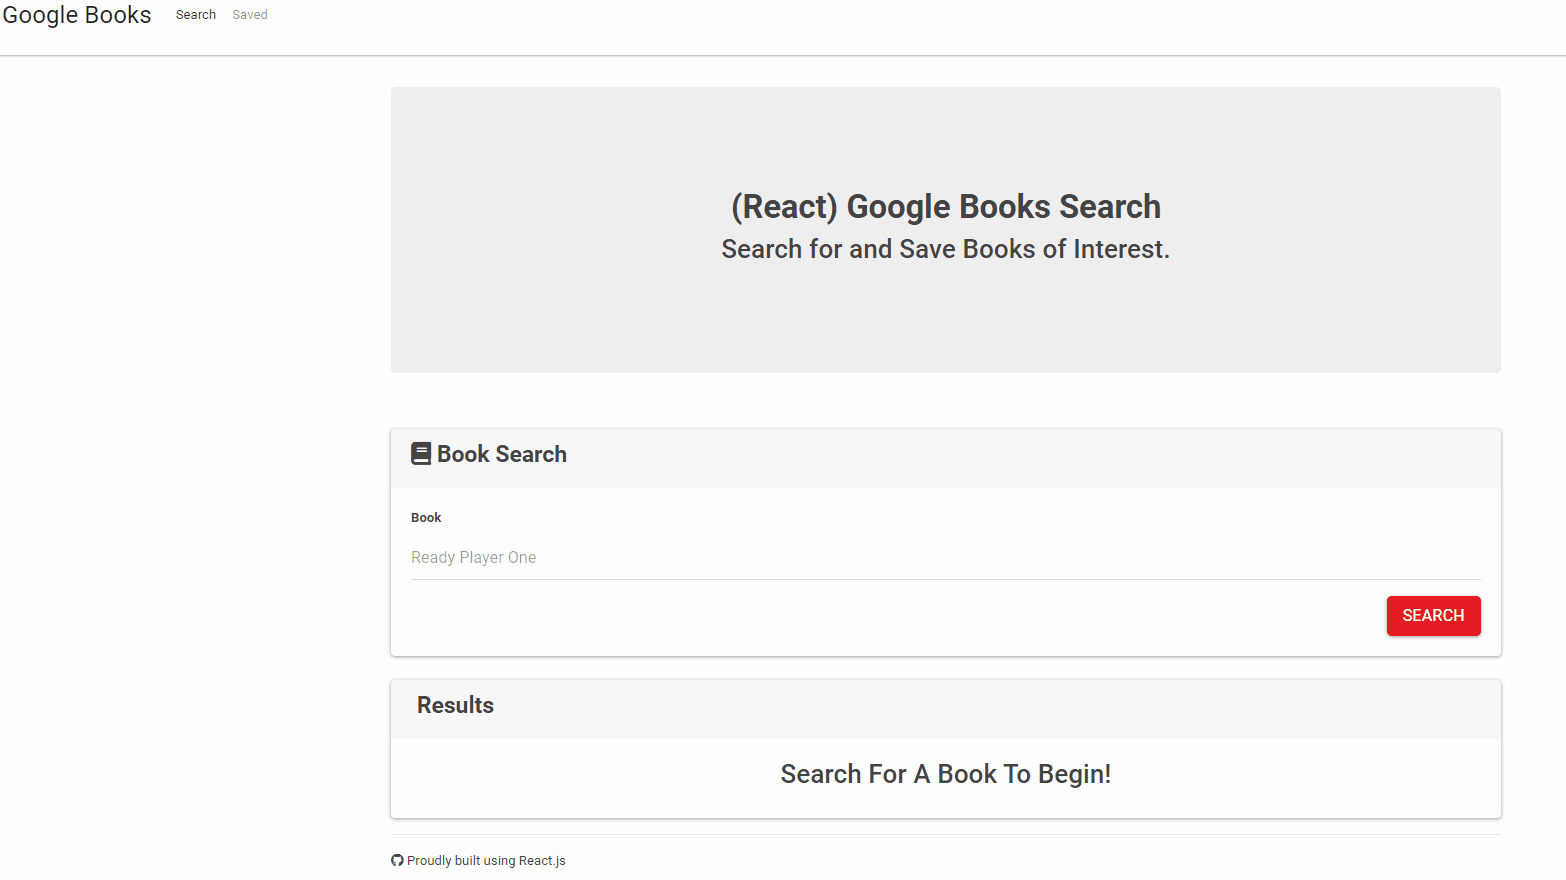 Google Books Search Saved
(React) Google Books Search
Search for and Save Books of Interest.
Book Search
Book
Ready Player One
SEARCH
Results
Search For A Book To Begin!
Proudly built using React.js